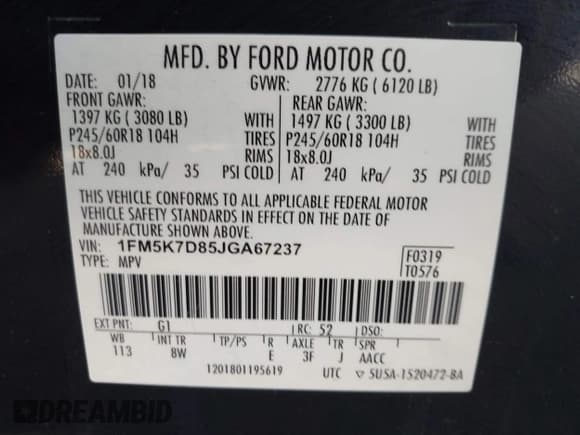 MFD. BY FORD MOTOR CO.
DATE: 01/18 GVWR: 2776 KG ( 6120 LB)
FRONT GAWR: REAR GAWR:
1397 KG ( 3080 LB) WITH 1497 KG ( 3300 LB) WITH
P245/60R18 104H TIRES P245/60R18 104H TIRES
18x8.0J RIMS 18x8.0J RIMS
AT 240 kPa/ 35 PSI COLD AT 240 kPa/ 35 PSI COLD
THIS VEHICLE CONFORMS TO ALL APPLICABLE FEDERAL MOTOR
VEHICLE SAFETY STANDARDS IN EFFECT ON THE DATE OF
MANUFACTURE SHOWN ABOVE.
VIN: 1FM5K7D85JGA67237 F0319
TYPE: MPV T0576
EXT PNT: G1 RC: 52 DSO:
WB INT TR TP/PS R AXLE TR SPR
113 8W E 3F J AACC
1201801195619 UTC ▽ SUSA-1520472-BA
DREAMBID